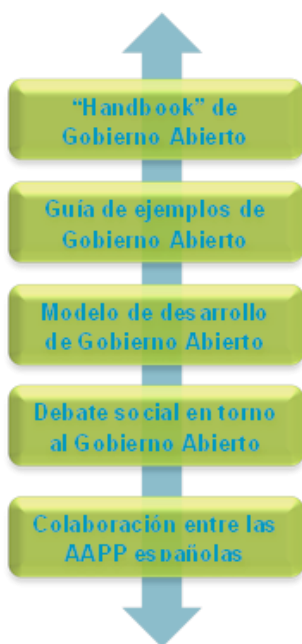 “Handbook” de
Gobierno Abierto
Guía de ejemplos de
Gobierno Abierto
Modelo de desarrollo
de Gobierno Abierto
Debate social en torno
al Gobierno Abierto
Colaboración entre las
AAPP españolas